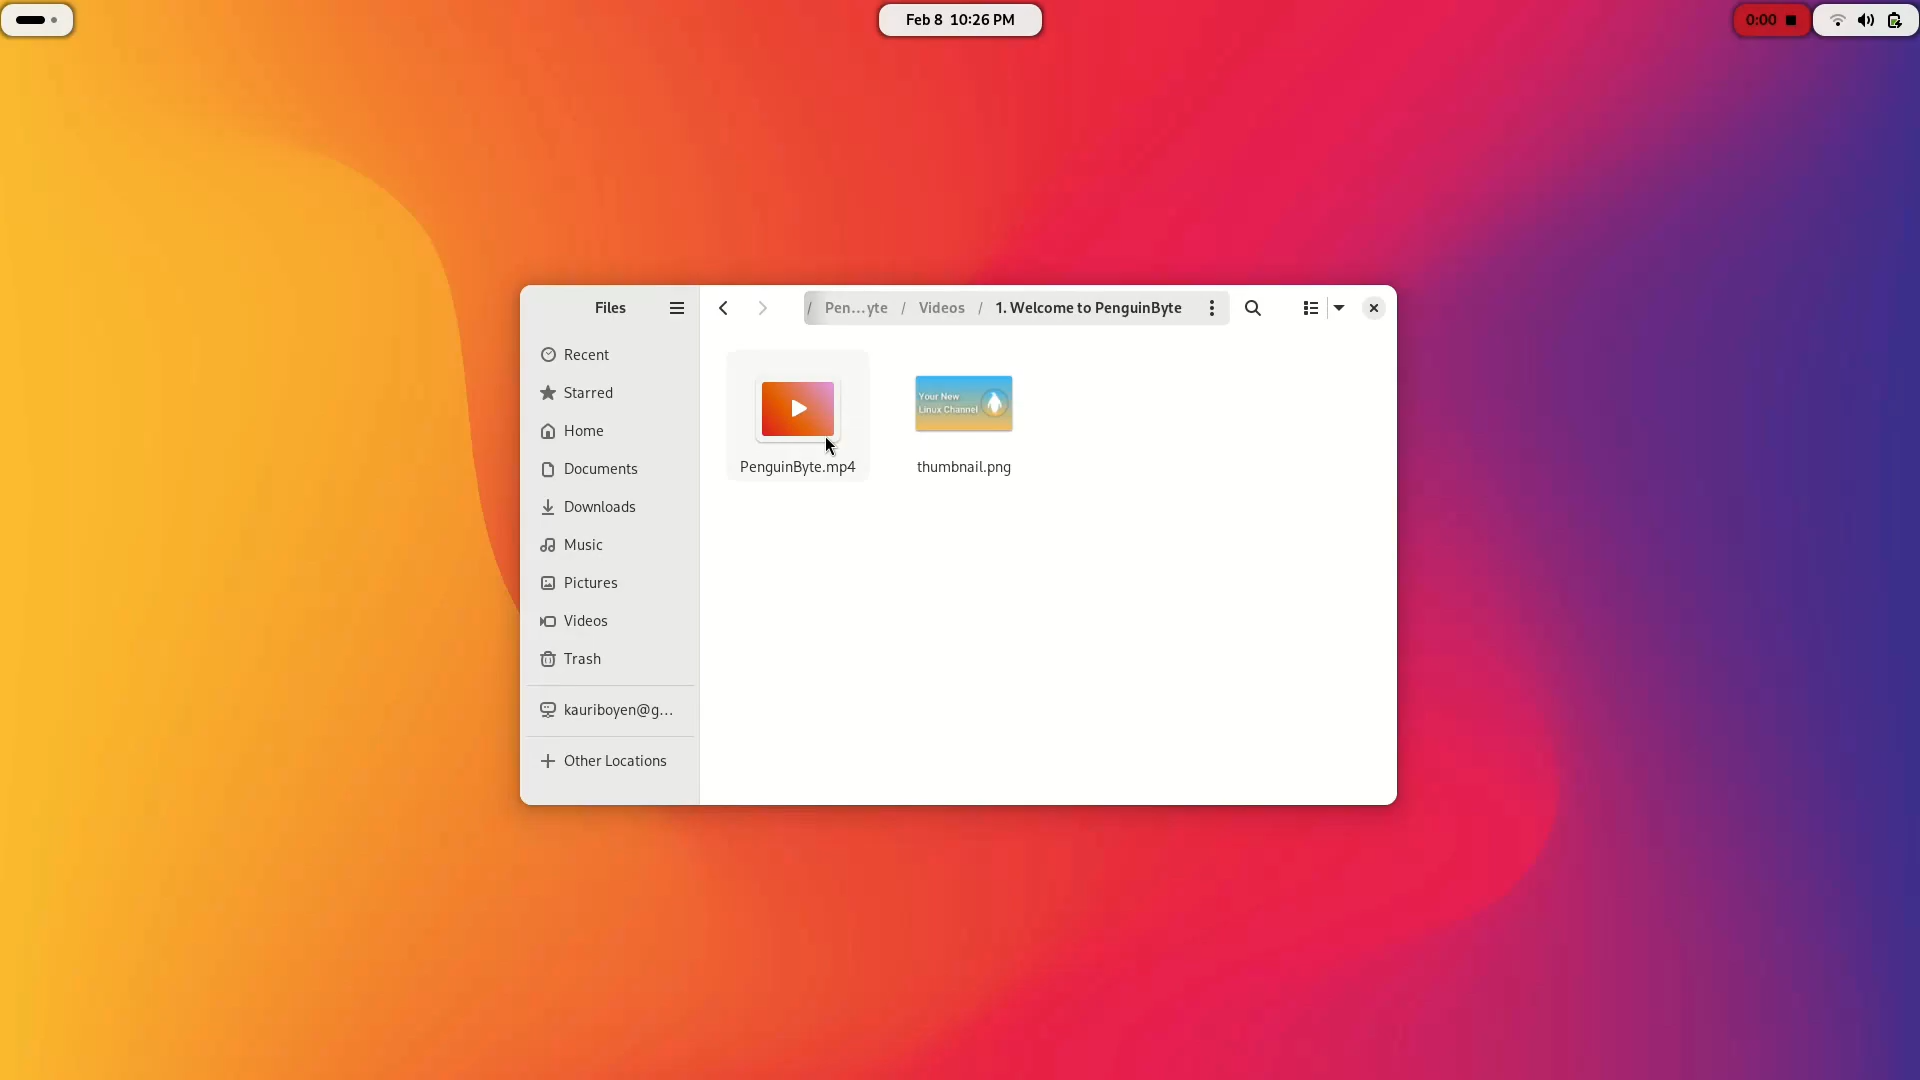 Feb 8 10:26 PM
0:00
Files
/ Pen...yte / Videos / 1. Welcome to PenguinByte
Recent
Starred
Home
Documents
Downloads
Music
Pictures
Videos
Trash
kauriboyen@g...
Other Locations
Your New
Linux Channel
PenguinByte.mp4
thumbnail.png